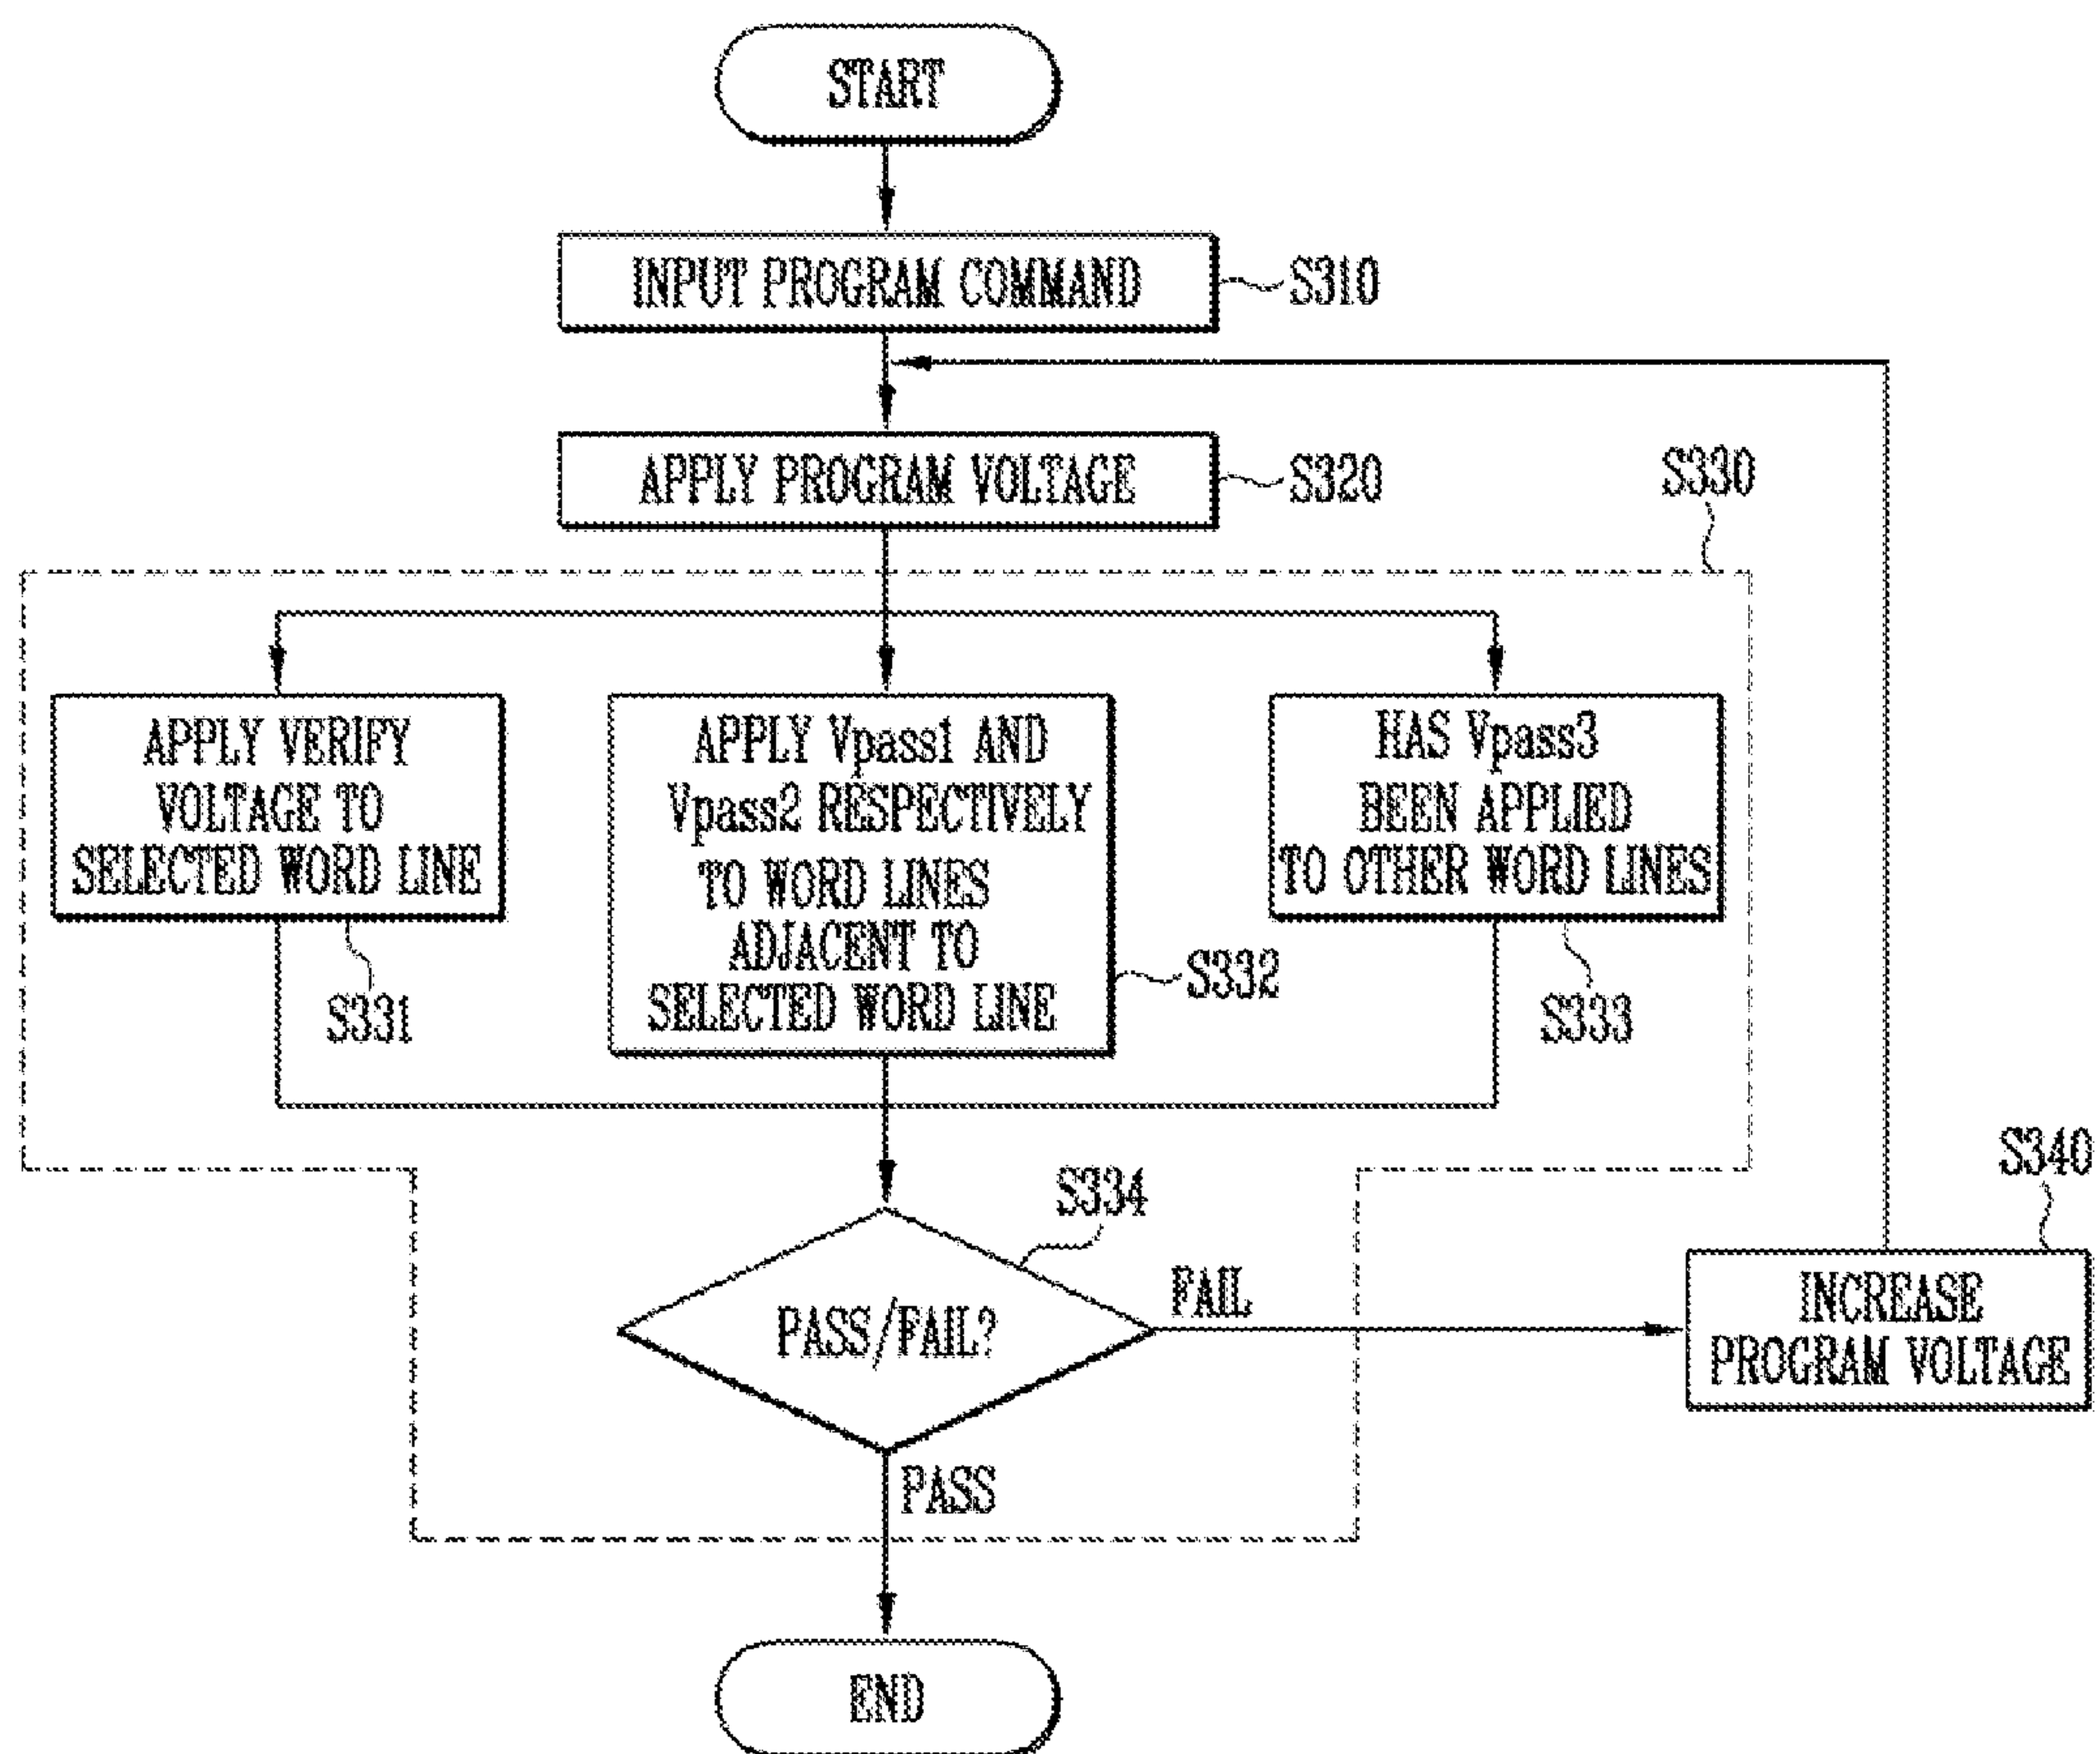 START
INPUT PROGRAM COMMAND
S310
APPLY PROGRAM VOLTAGE
S320
S330
APPLY VERIFY
VOLTAGE TO
SELECTED WORD LINE
S331
APPLY Vpass1 AND
Vpass2 RESPECTIVELY
TO WORD LINES
ADJACENT TO
SELECTED WORD LINE
S332
HAS Vpass3
BEEN APPLIED
TO OTHER WORD LINES
S333
S334
PASS/FAIL?
FAIL
S340
INCREASE
PROGRAM VOLTAGE
PASS
END